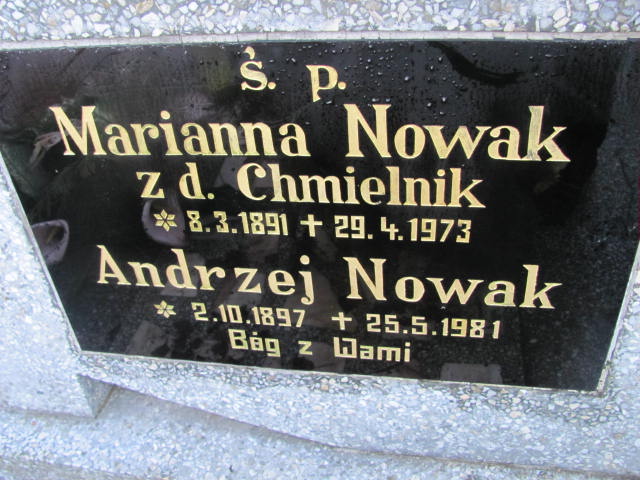 ś. p.
Marianna Nowak
z d. Chmielnik
* 8.3.1891 + 29.4.1973
Andrzej Nowak
* 2.10.1897 + 25.5.1981
Bóg z Wami